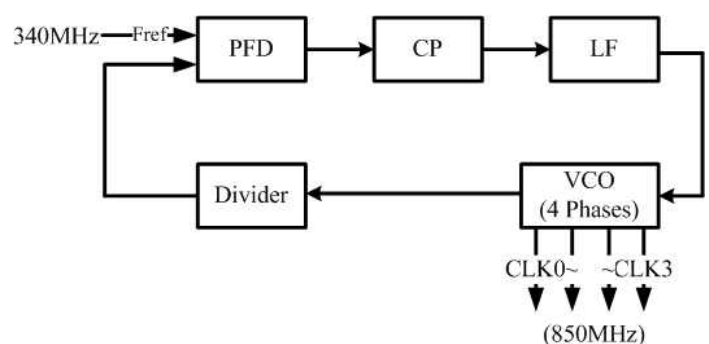 340MHz
Fref
PFD
CP
LF
Divider
VCO
(4 Phases)
CLK0~
~CLK3
(850MHz)